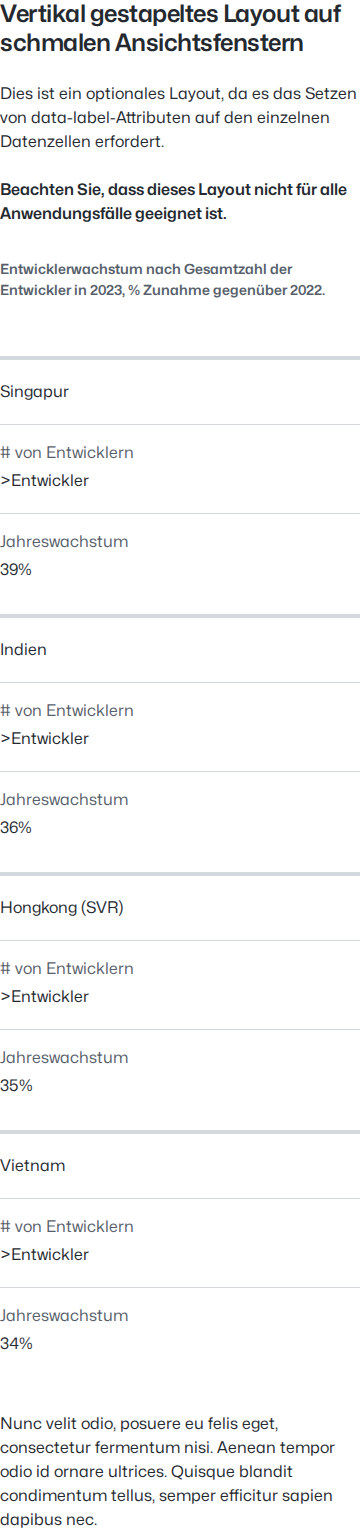 Vertikal gestapeltes Layout auf
schmalen Ansichtsfenstern
Dies ist ein optionales Layout, da es das Setzen
von data-label-Attributen auf den einzelnen
Datenzellen erfordert.
Beachten Sie, dass dieses Layout nicht für alle
Anwendungsfälle geeignet ist.
Entwicklerwachstum nach Gesamtzahl der
Entwickler in 2023, % Zunahme gegenüber 2022.
Singapur
# von Entwicklern
>Entwickler
Jahreswachstum
39%
Indien
# von Entwicklern
>Entwickler
Jahreswachstum
36%
Hongkong (SVR)
# von Entwicklern
>Entwickler
Jahreswachstum
35%
Vietnam
# von Entwicklern
>Entwickler
Jahreswachstum
34%
Nunc velit odio, posuere eu felis eget,
consectetur fermentum nisi. Aenean tempor
odio id ornare ultrices. Quisque blandit
condimentum tellus, semper efficitur sapien
dapibus nec.